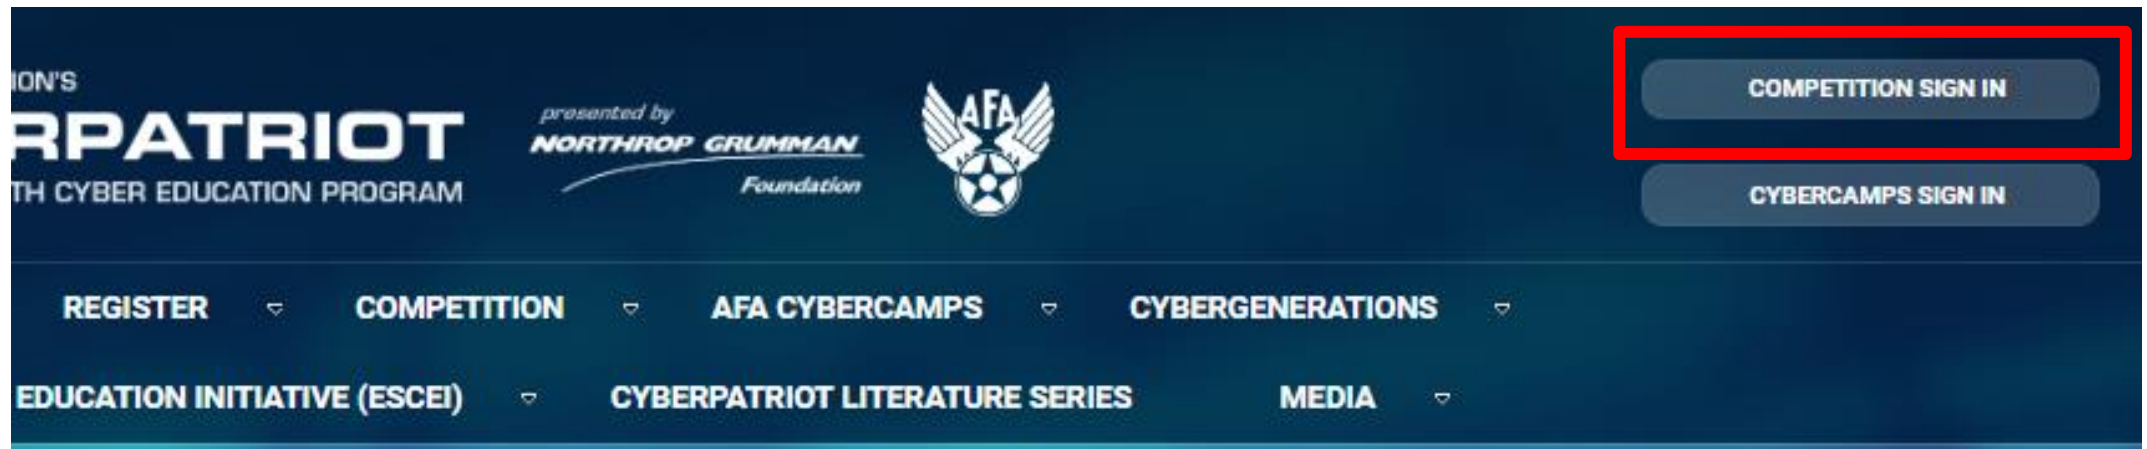 ION'S
RPATRIOT
TH CYBER EDUCATION PROGRAM
presented by
NORTHROP GRUMMAN
Foundation
AFA
COMPETITION SIGN IN
CYBERCAMPS SIGN IN
REGISTER COMPETITION AFA CYBERCAMPS CYBERGENERATIONS
EDUCATION INITIATIVE (ESCEI) CYBERPATRIOT LITERATURE SERIES MEDIA